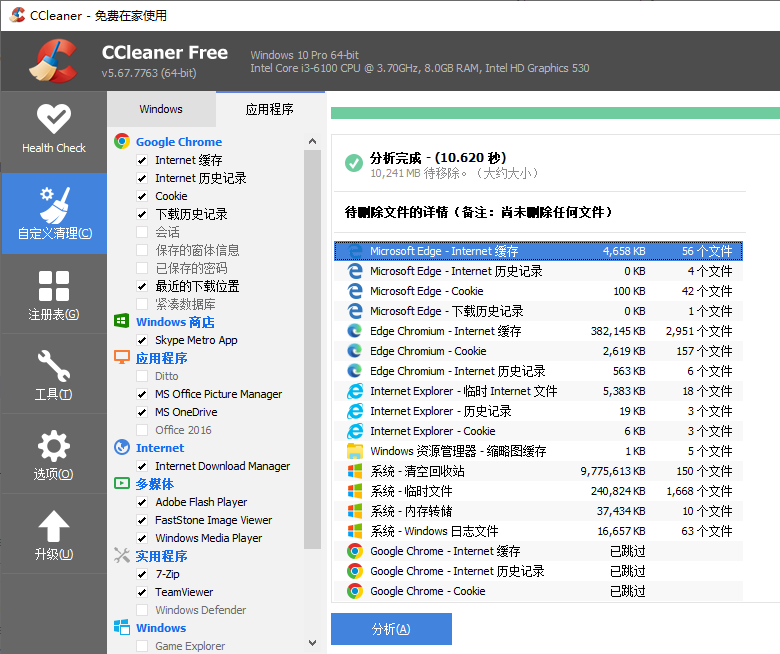 CCleaner - 免费在家使用
CCleaner Free
v5.67.7763 (64-bit)
Windows 10 Pro 64-bit
Intel Core i3-6100 CPU @ 3.70GHz, 8.0GB RAM, Intel HD Graphics 530
Health Check
自定义清理(C)
注册表(G)
工具(T)
选项(O)
升级(U)
Windows
应用程序
Google Chrome
Internet 缓存
Internet 历史记录
Cookie
下载历史记录
会话
保存的窗体信息
已保存的密码
最近的下载位置
紧凑数据库
Windows 商店
Skype Metro App
应用程序
Ditto
MS Office Picture Manager
MS OneDrive
Office 2016
Internet
Internet Download Manager
多媒体
Adobe Flash Player
FastStone Image Viewer
Windows Media Player
实用程序
7-Zip
TeamViewer
Windows Defender
Windows
Game Explorer
分析完成 - (10.620 秒)
10,241 MB 待移除。（大约大小）
待删除文件的详情（备注：尚未删除任何文件）
Microsoft Edge - Internet 缓存 4,658 KB 56 个文件
Microsoft Edge - Internet 历史记录 0 KB 4 个文件
Microsoft Edge - Cookie 100 KB 42 个文件
Microsoft Edge - 下载历史记录 0 KB 1 个文件
Edge Chromium - Internet 缓存 382,145 KB 2,951 个文件
Edge Chromium - Cookie 2,619 KB 157 个文件
Edge Chromium - Internet 历史记录 563 KB 6 个文件
Internet Explorer - 临时 Internet 文件 5,383 KB 18 个文件
Internet Explorer - 历史记录 19 KB 3 个文件
Internet Explorer - Cookie 6 KB 3 个文件
Windows 资源管理器 - 缩略图缓存 1 KB 5 个文件
系统 - 清空回收站 9,775,613 KB 150 个文件
系统 - 临时文件 240,824 KB 1,668 个文件
系统 - 内存转储 37,434 KB 10 个文件
系统 - Windows 日志文件 16,657 KB 63 个文件
Google Chrome - Internet 缓存 已跳过
Google Chrome - Internet 历史记录 已跳过
Google Chrome - Cookie 已跳过
分析(A)